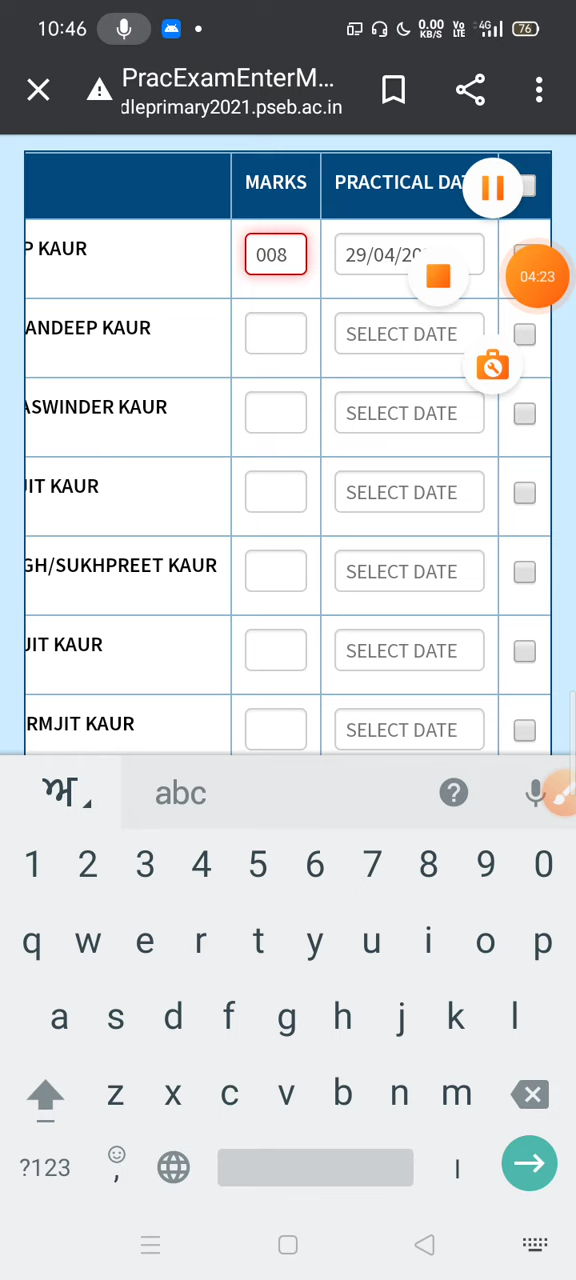 10:46
0.00 KB/S Vo LTE 4G 76
PracExamEnterM...
dleprimary2021.pseb.ac.in
MARKS PRACTICAL DA
P KAUR 008 29/04/20
04:23
ANDEEP KAUR SELECT DATE
ASWINDER KAUR SELECT DATE
JIT KAUR SELECT DATE
GH/SUKHPREET KAUR SELECT DATE
JIT KAUR SELECT DATE
RMJIT KAUR SELECT DATE
ਅ abc ?
1 2 3 4 5 6 7 8 9 0
q w e r t y u i o p
a s d f g h j k l
z x c v b n m
?123 , ।